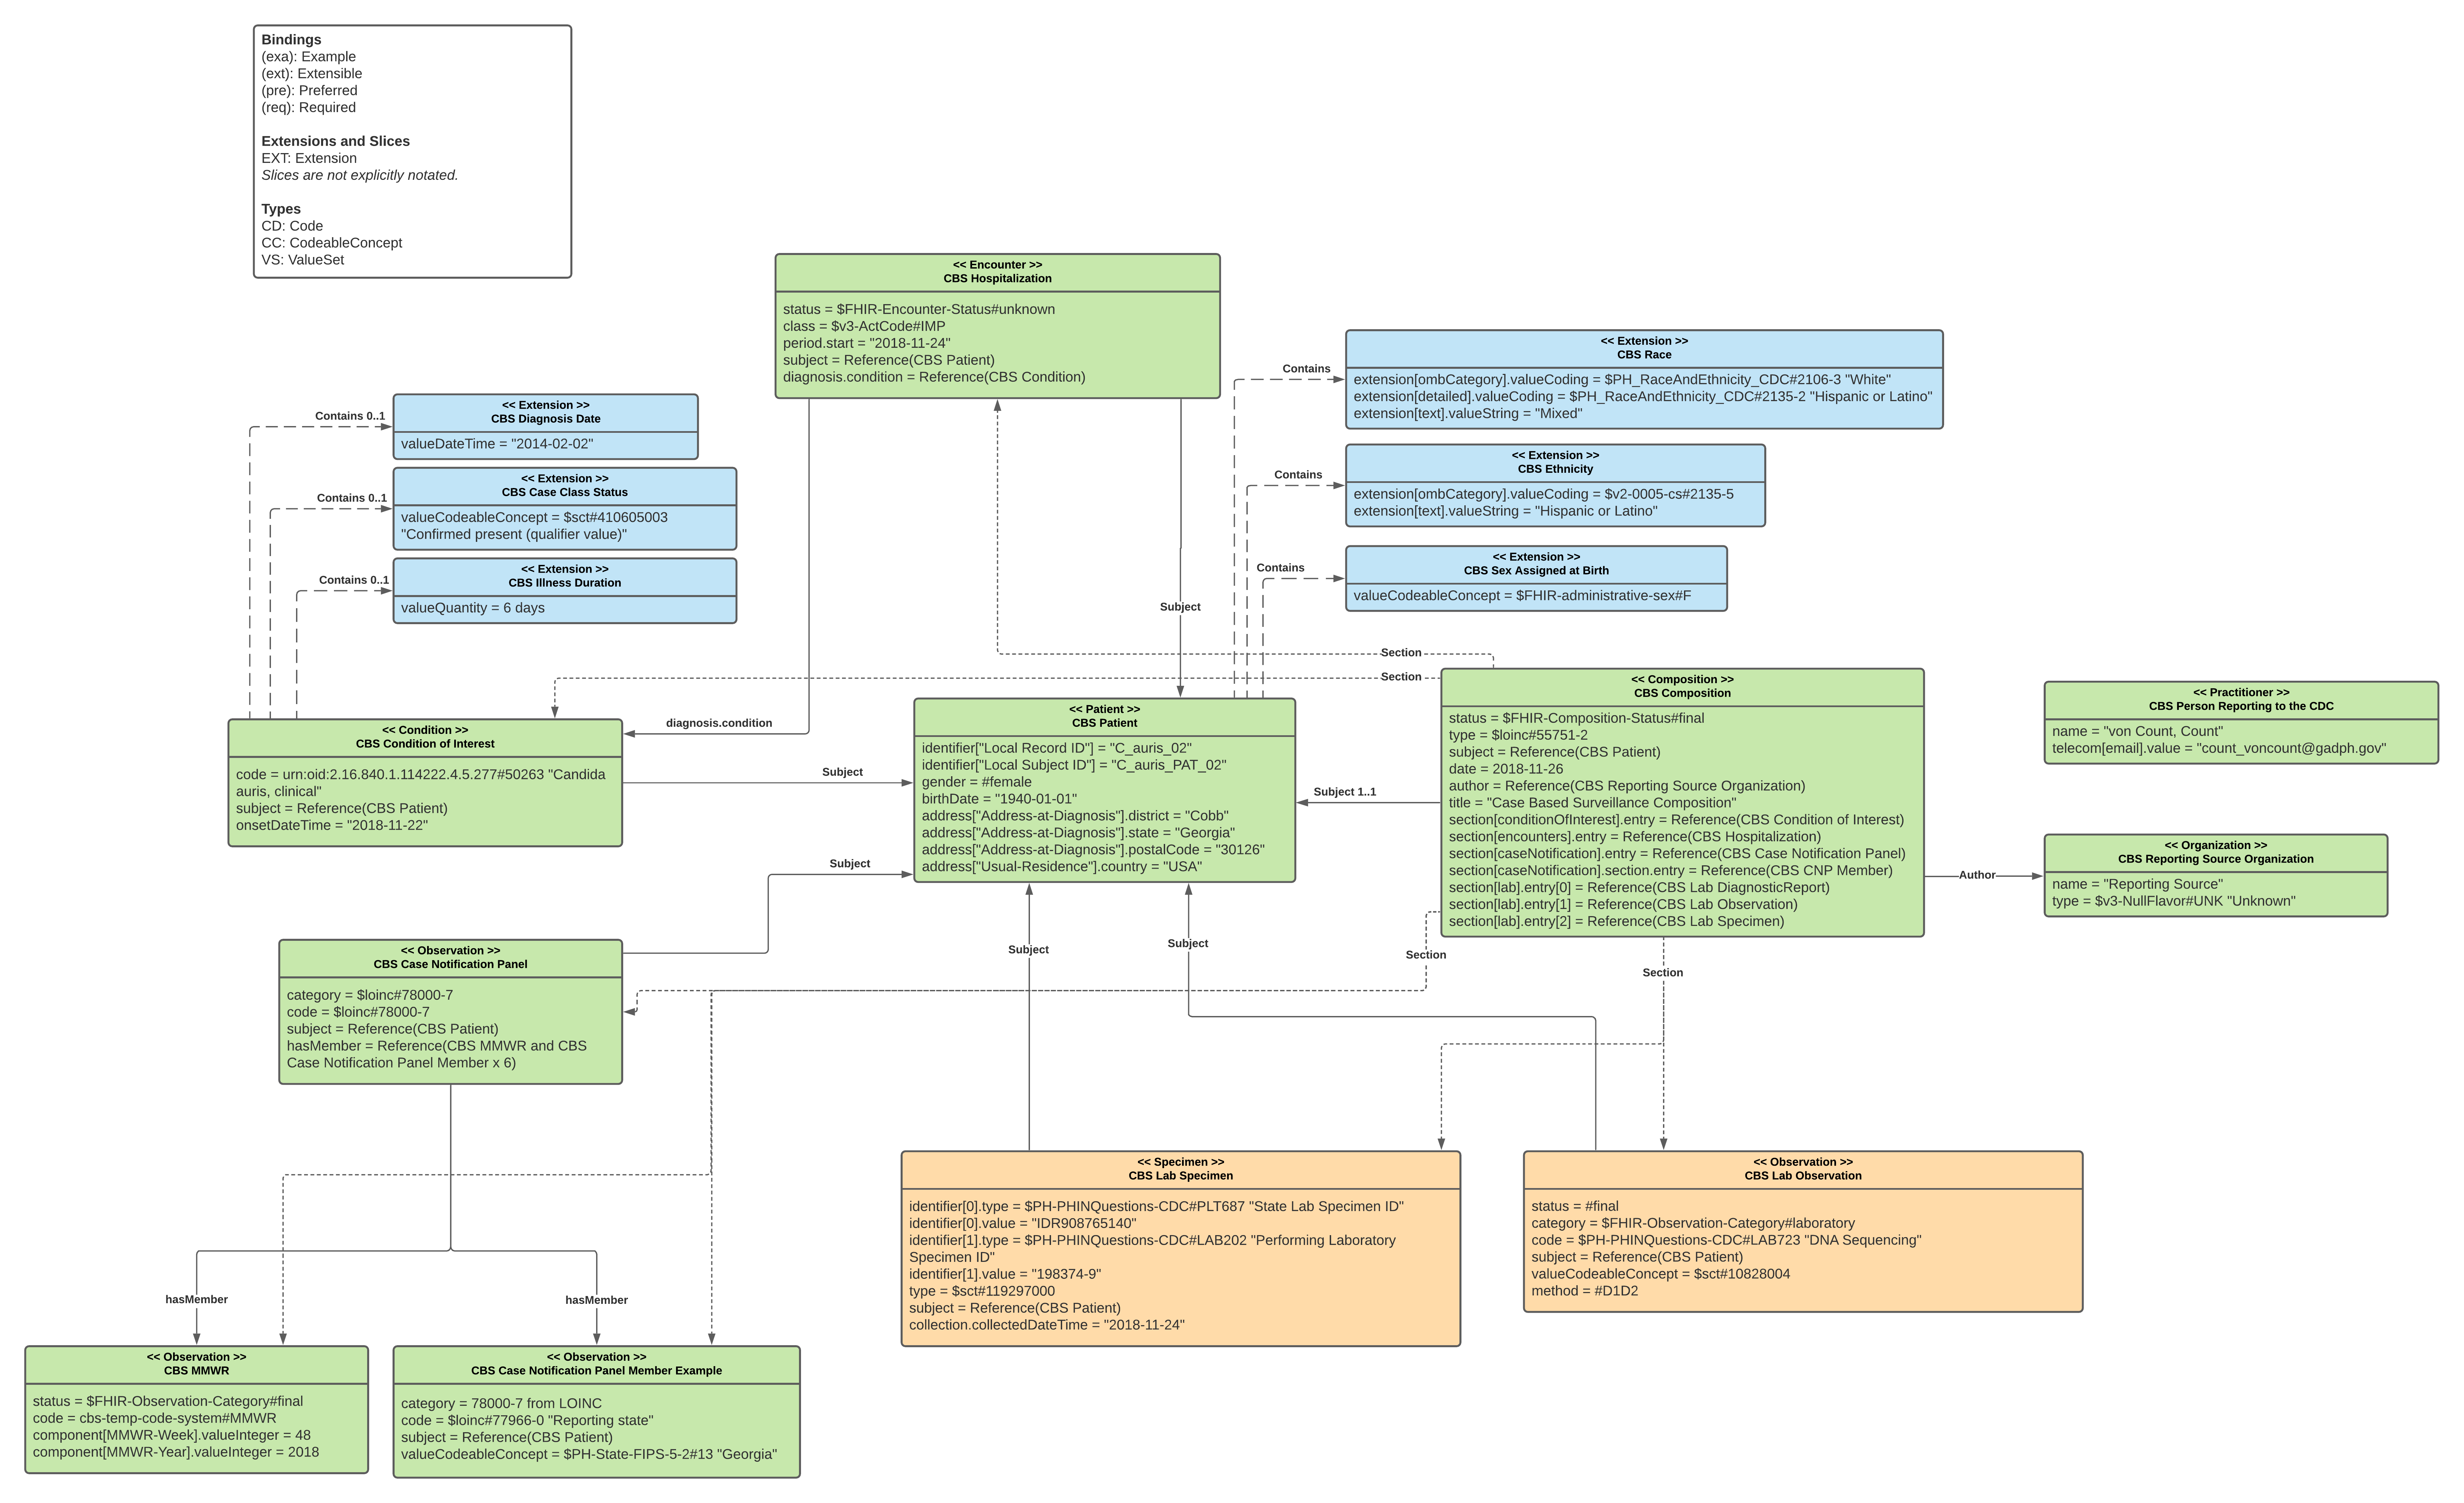 Bindings
(exa): Example
(ext): Extensible
(pre): Preferred
(req): Required
Extensions and Slices
EXT: Extension
Slices are not explicitly notated.
Types
CD: Code
CC: CodeableConcept
VS: ValueSet
<< Encounter >>
CBS Hospitalization
status = $FHIR-Encounter-Status#unknown
class = $v3-ActCode#IMP
period.start = "2018-11-24"
subject = Reference(CBS Patient)
diagnosis.condition = Reference(CBS Condition)
Contains
<< Extension >>
CBS Race
extension[ombCategory].valueCoding = $PH_RaceAndEthnicity_CDC#2106-3 "White"
extension[detailed].valueCoding = $PH_RaceAndEthnicity_CDC#2135-2 "Hispanic or Latino"
extension[text].valueString = "Mixed"
Contains 0..1
<< Extension >>
CBS Diagnosis Date
valueDateTime = "2014-02-02"
Contains
<< Extension >>
CBS Ethnicity
extension[ombCategory].valueCoding = $v2-0005-cs#2135-5
extension[text].valueString = "Hispanic or Latino"
Contains 0..1
<< Extension >>
CBS Case Class Status
valueCodeableConcept = $sct#410605003
"Confirmed present (qualifier value)"
Contains
<< Extension >>
CBS Sex Assigned at Birth
valueCodeableConcept = $FHIR-administrative-sex#F
Contains 0..1
<< Extension >>
CBS Illness Duration
valueQuantity = 6 days
Subject
Section
Section
diagnosis.condition
<< Condition >>
CBS Condition of Interest
code = urn:oid:2.16.840.1.114222.4.5.277#50263 "Candida
auris, clinical"
subject = Reference(CBS Patient)
onsetDateTime = "2018-11-22"
Subject
<< Patient >>
CBS Patient
identifier["Local Record ID"] = "C_auris_02"
identifier["Local Subject ID"] = "C_auris_PAT_02"
gender = #female
birthDate = "1940-01-01"
address["Address-at-Diagnosis"].district = "Cobb"
address["Address-at-Diagnosis"].state = "Georgia"
address["Address-at-Diagnosis"].postalCode = "30126"
address["Usual-Residence"].country = "USA"
Subject 1..1
<< Composition >>
CBS Composition
status = $FHIR-Composition-Status#final
type = $loinc#55751-2
subject = Reference(CBS Patient)
date = 2018-11-26
author = Reference(CBS Reporting Source Organization)
title = "Case Based Surveillance Composition"
section[conditionOfInterest].entry = Reference(CBS Condition of Interest)
section[encounters].entry = Reference(CBS Hospitalization)
section[caseNotification].entry = Reference(CBS Case Notification Panel)
section[caseNotification].section.entry = Reference(CBS CNP Member)
section[lab].entry[0] = Reference(CBS Lab DiagnosticReport)
section[lab].entry[1] = Reference(CBS Lab Observation)
section[lab].entry[2] = Reference(CBS Lab Specimen)
<< Practitioner >>
CBS Person Reporting to the CDC
name = "von Count, Count"
telecom[email].value = "count_voncount@gadph.gov"
Author
<< Organization >>
CBS Reporting Source Organization
name = "Reporting Source"
type = $v3-NullFlavor#UNK "Unknown"
Subject
<< Observation >>
CBS Case Notification Panel
category = $loinc#78000-7
code = $loinc#78000-7
subject = Reference(CBS Patient)
hasMember = Reference(CBS MMWR and CBS
Case Notification Panel Member x 6)
Subject
Subject
Section
Section
<< Specimen >>
CBS Lab Specimen
identifier[0].type = $PH-PHINQuestions-CDC#PLT687 "State Lab Specimen ID"
identifier[0].value = "IDR908765140"
identifier[1].type = $PH-PHINQuestions-CDC#LAB202 "Performing Laboratory
Specimen ID"
identifier[1].value = "198374-9"
type = $sct#119297000
subject = Reference(CBS Patient)
collection.collectedDateTime = "2018-11-24"
<< Observation >>
CBS Lab Observation
status = #final
category = $FHIR-Observation-Category#laboratory
code = $PH-PHINQuestions-CDC#LAB723 "DNA Sequencing"
subject = Reference(CBS Patient)
valueCodeableConcept = $sct#10828004
method = #D1D2
hasMember
hasMember
<< Observation >>
CBS MMWR
status = $FHIR-Observation-Category#final
code = cbs-temp-code-system#MMWR
component[MMWR-Week].valueInteger = 48
component[MMWR-Year].valueInteger = 2018
<< Observation >>
CBS Case Notification Panel Member Example
category = 78000-7 from LOINC
code = $loinc#77966-0 "Reporting state"
subject = Reference(CBS Patient)
valueCodeableConcept = $PH-State-FIPS-5-2#13 "Georgia"